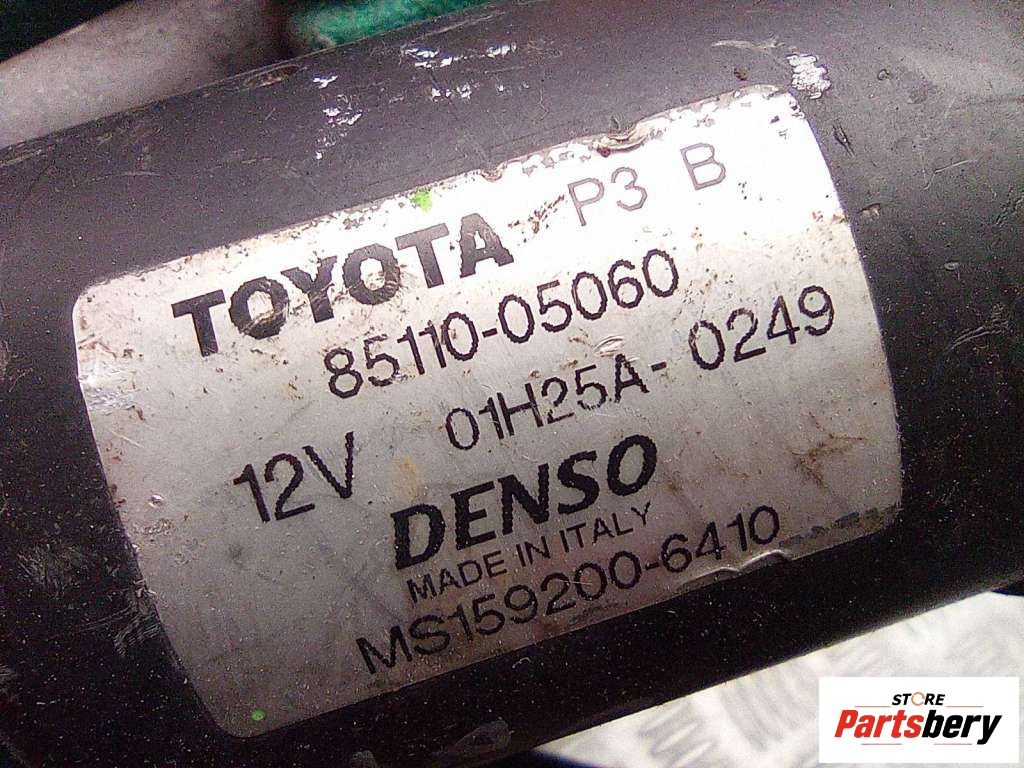 TOYOTA P3 B
85110-05060
12V 01H25A-0249
DENSO
MADE IN ITALY
MS159200-6410
STORE
Partsbery